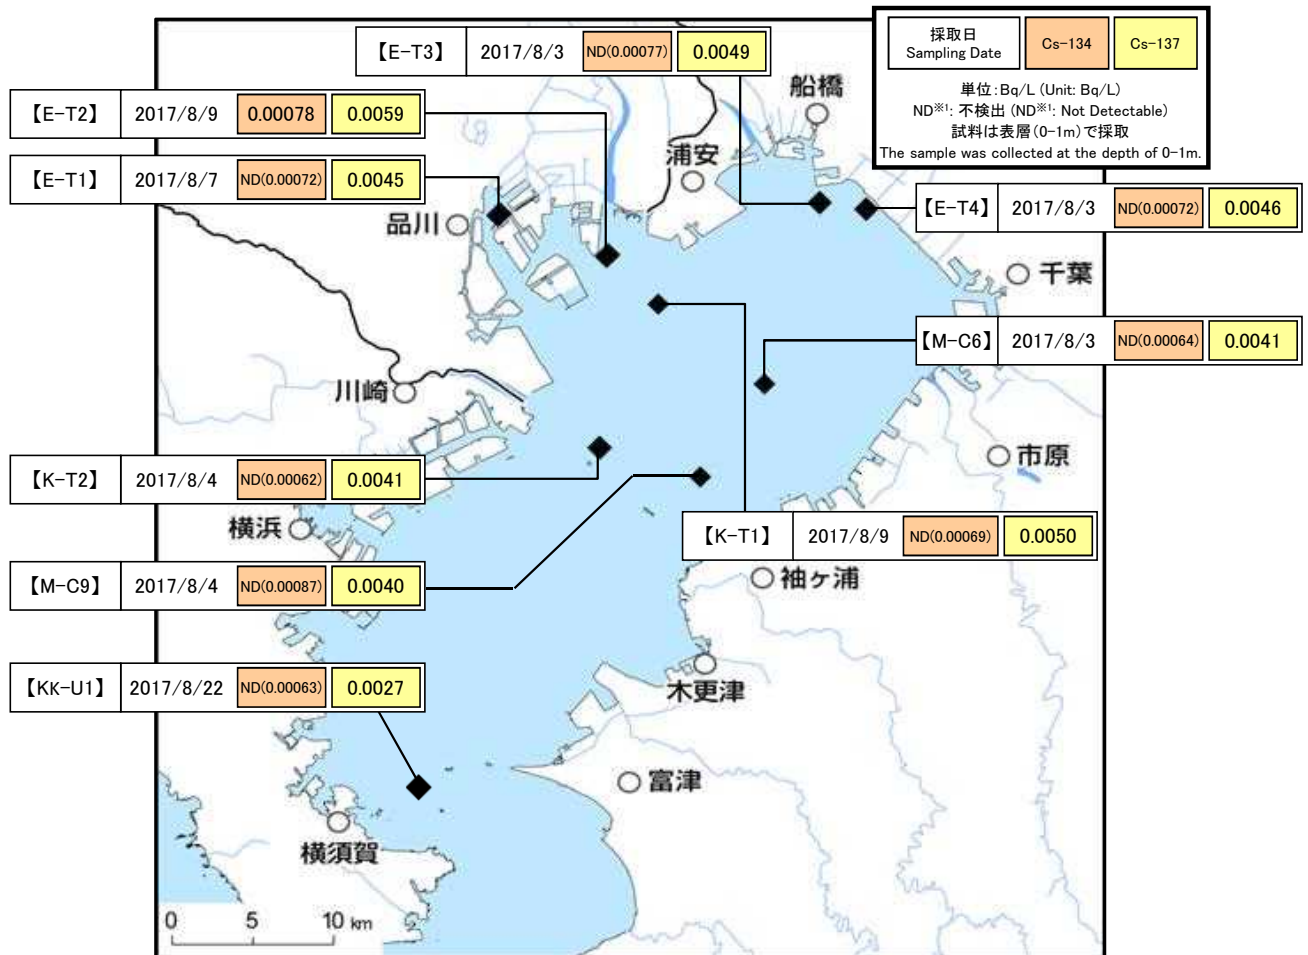 【E-T3】 2017/8/3 ND(0.00077) 0.0049
採取日
Sampling Date
Cs-134 Cs-137
単位:Bq/L (Unit: Bq/L)
ND※1: 不検出 (ND※1: Not Detectable)
試料は表層(0-1m)で採取
The sample was collected at the depth of 0-1m.
船橋
【E-T2】 2017/8/9 0.00078 0.0059
浦安
【E-T1】 2017/8/7 ND(0.00072) 0.0045
【E-T4】 2017/8/3 ND(0.00072) 0.0046
品川
千葉
【M-C6】 2017/8/3 ND(0.00064) 0.0041
川崎
市原
【K-T2】 2017/8/4 ND(0.00062) 0.0041
横浜
【K-T1】 2017/8/9 ND(0.00069) 0.0050
【M-C9】 2017/8/4 ND(0.00087) 0.0040
袖ヶ浦
【KK-U1】 2017/8/22 ND(0.00063) 0.0027
木更津
富津
横須賀
0 5 10 km